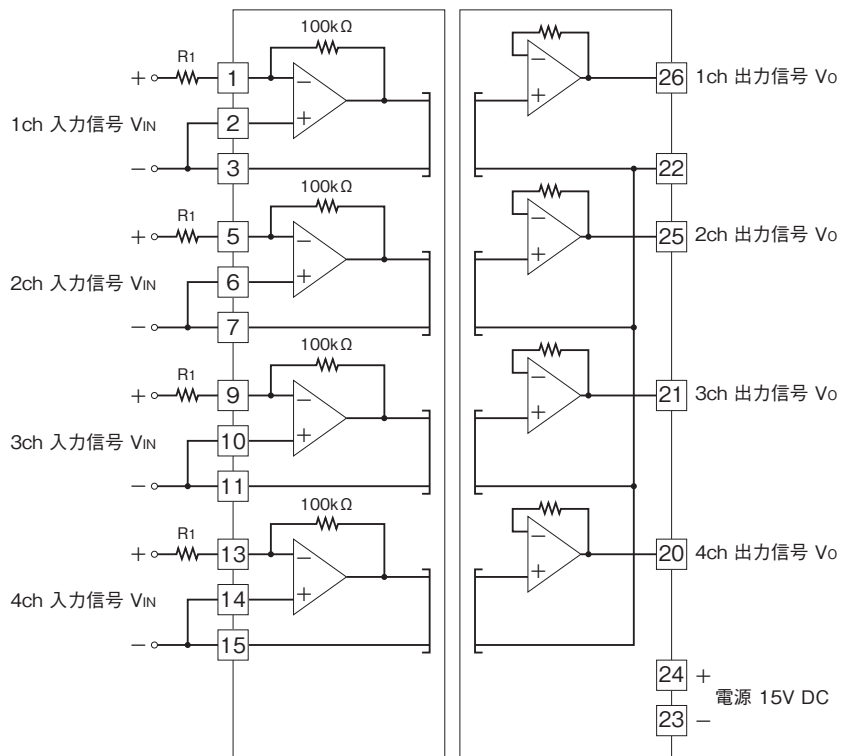 100kΩ
R1
+
1
−
+
−
26
1ch 出力信号 Vo
1ch 入力信号 VIN
2
+
+
−
3
22
100kΩ
R1
+
5
−
−
25
2ch 出力信号 Vo
2ch 入力信号 VIN
6
+
+
−
7
100kΩ
R1
+
9
−
−
21
3ch 出力信号 Vo
3ch 入力信号 VIN
10
+
+
−
11
100kΩ
R1
+
13
−
−
20
4ch 出力信号 Vo
4ch 入力信号 VIN
14
+
+
−
15
24
+
電源 15V DC
23
−